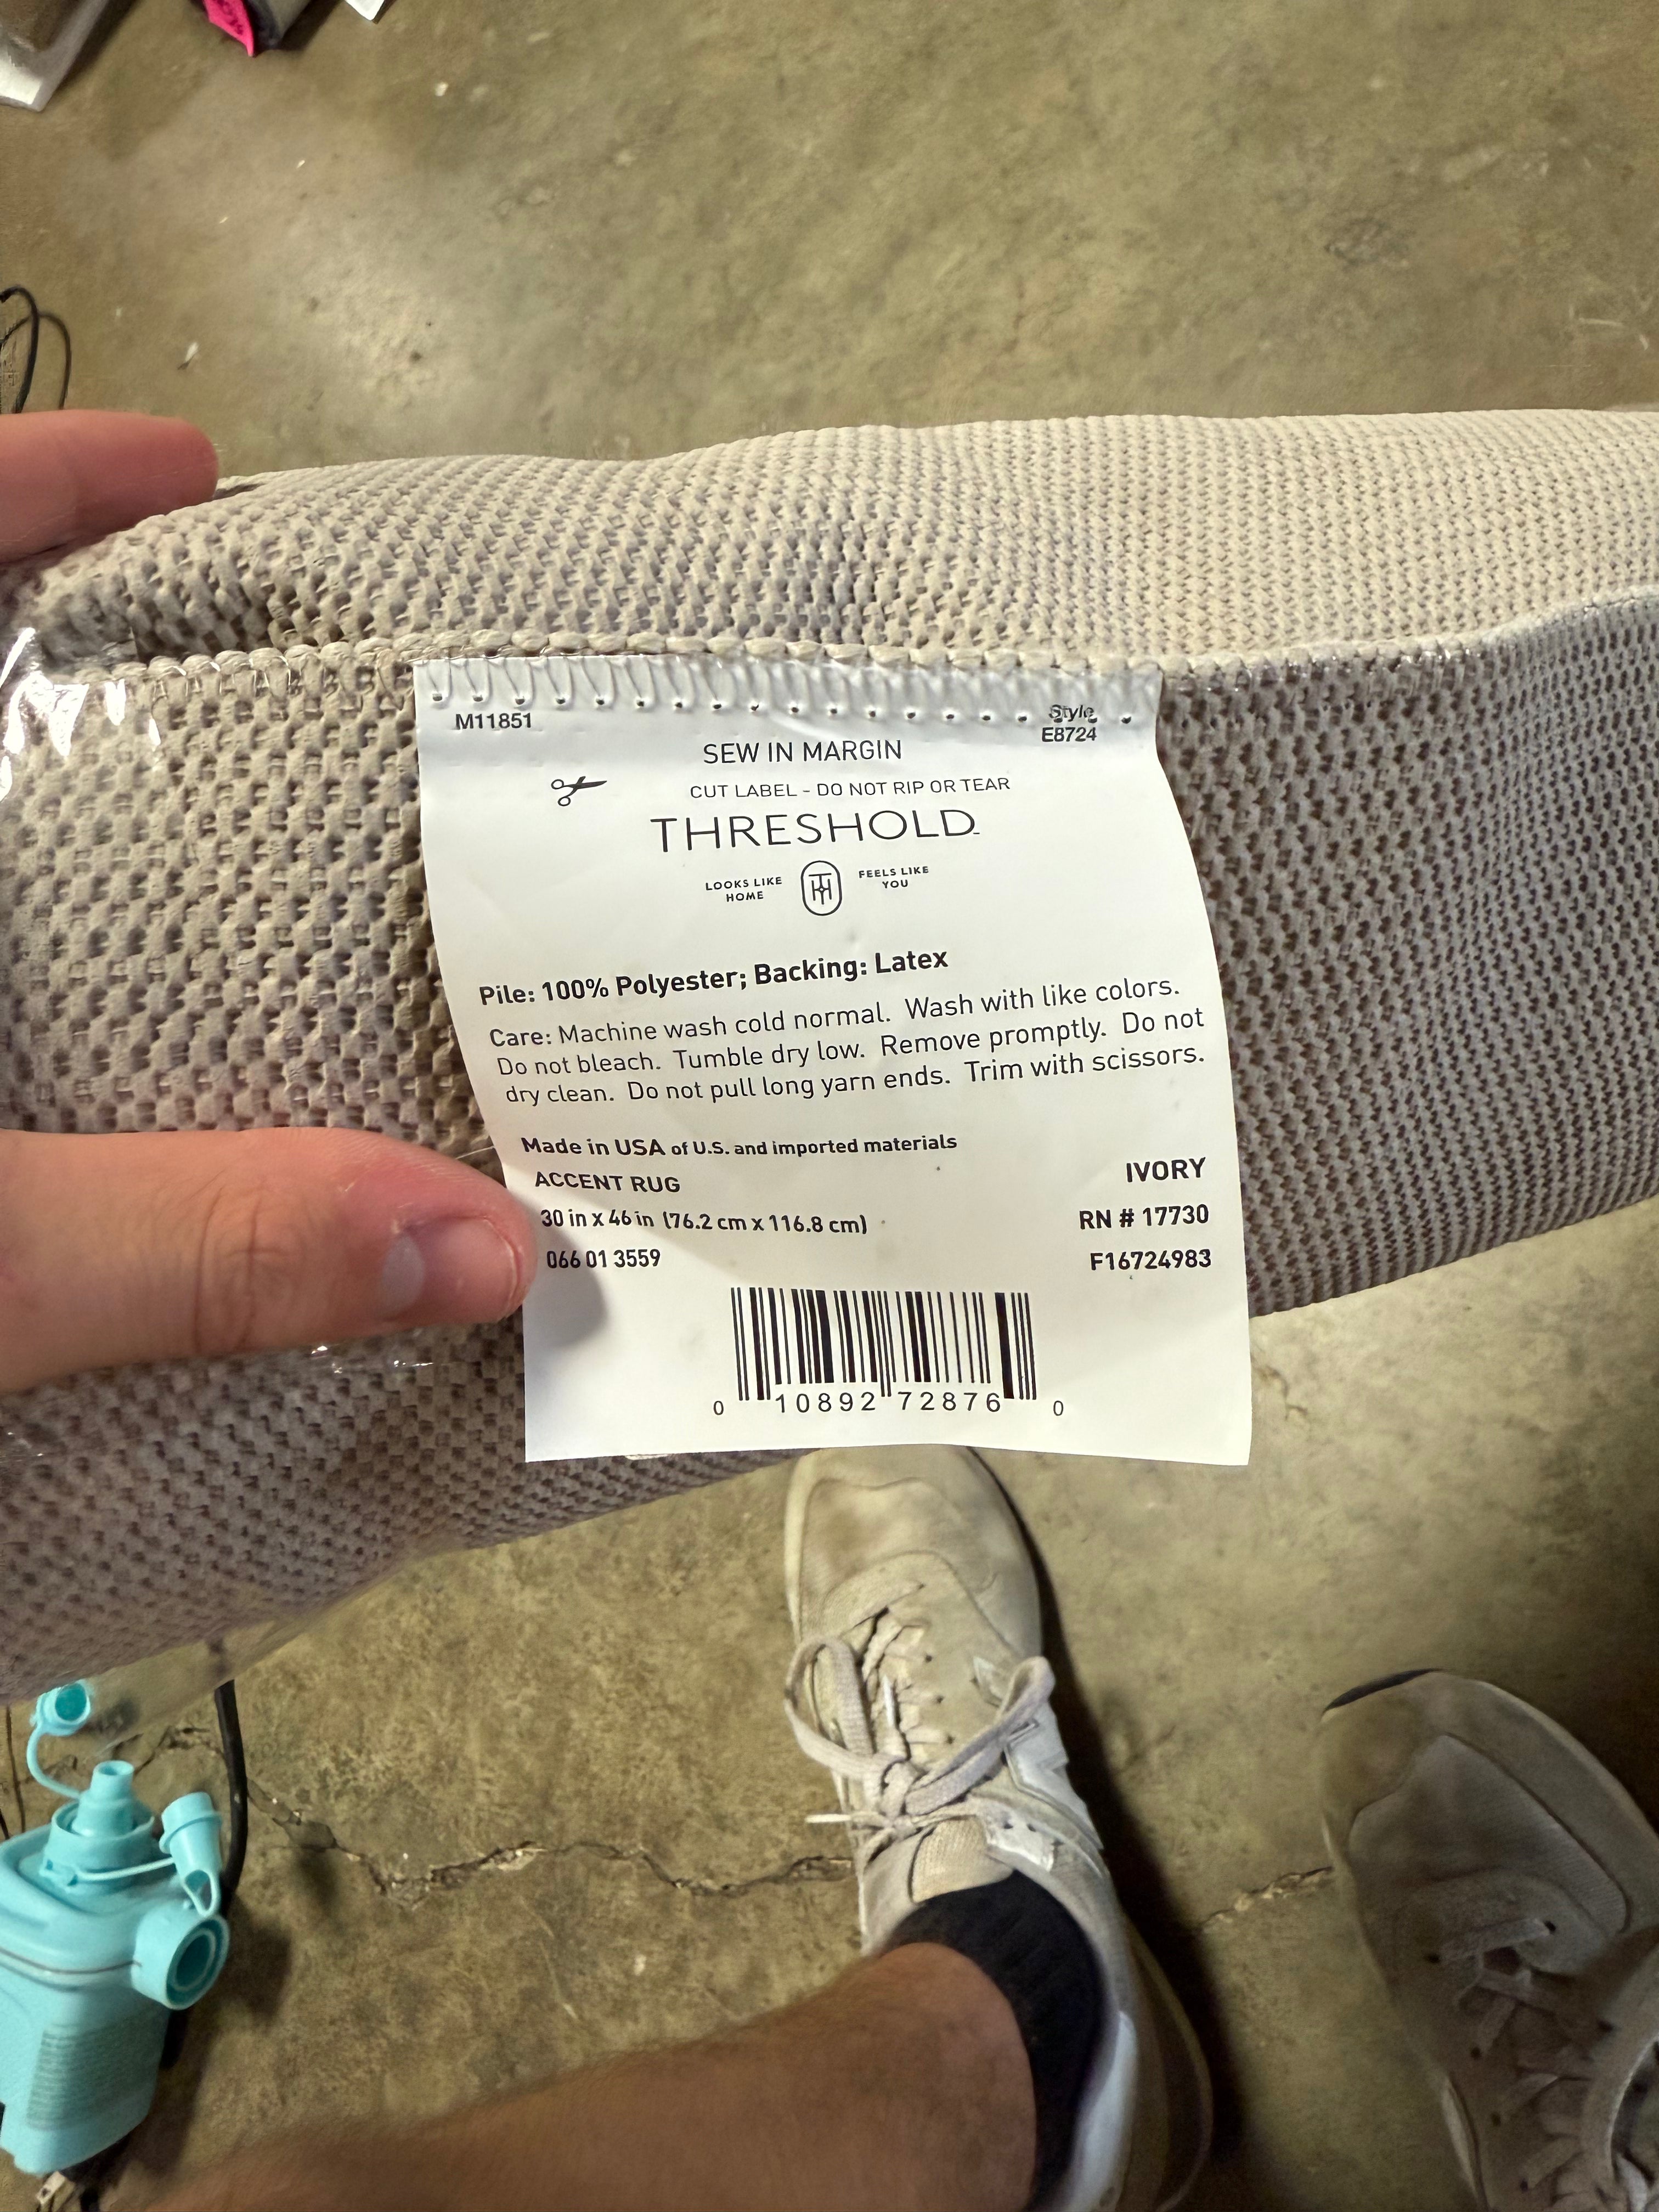 M11851
Style
E8724
SEW IN MARGIN
CUT LABEL - DO NOT RIP OR TEAR
THRESHOLD™
LOOKS LIKE
HOME
FEELS LIKE
YOU
Pile: 100% Polyester; Backing: Latex
Care: Machine wash cold normal. Wash with like colors.
Do not bleach. Tumble dry low. Remove promptly. Do not
dry clean. Do not pull long yarn ends. Trim with scissors.
Made in USA of U.S. and imported materials
ACCENT RUG
IVORY
30 in x 46 in (76.2 cm x 116.8 cm)
RN # 17730
066 01 3559
F16724983
0 10892 72876 0